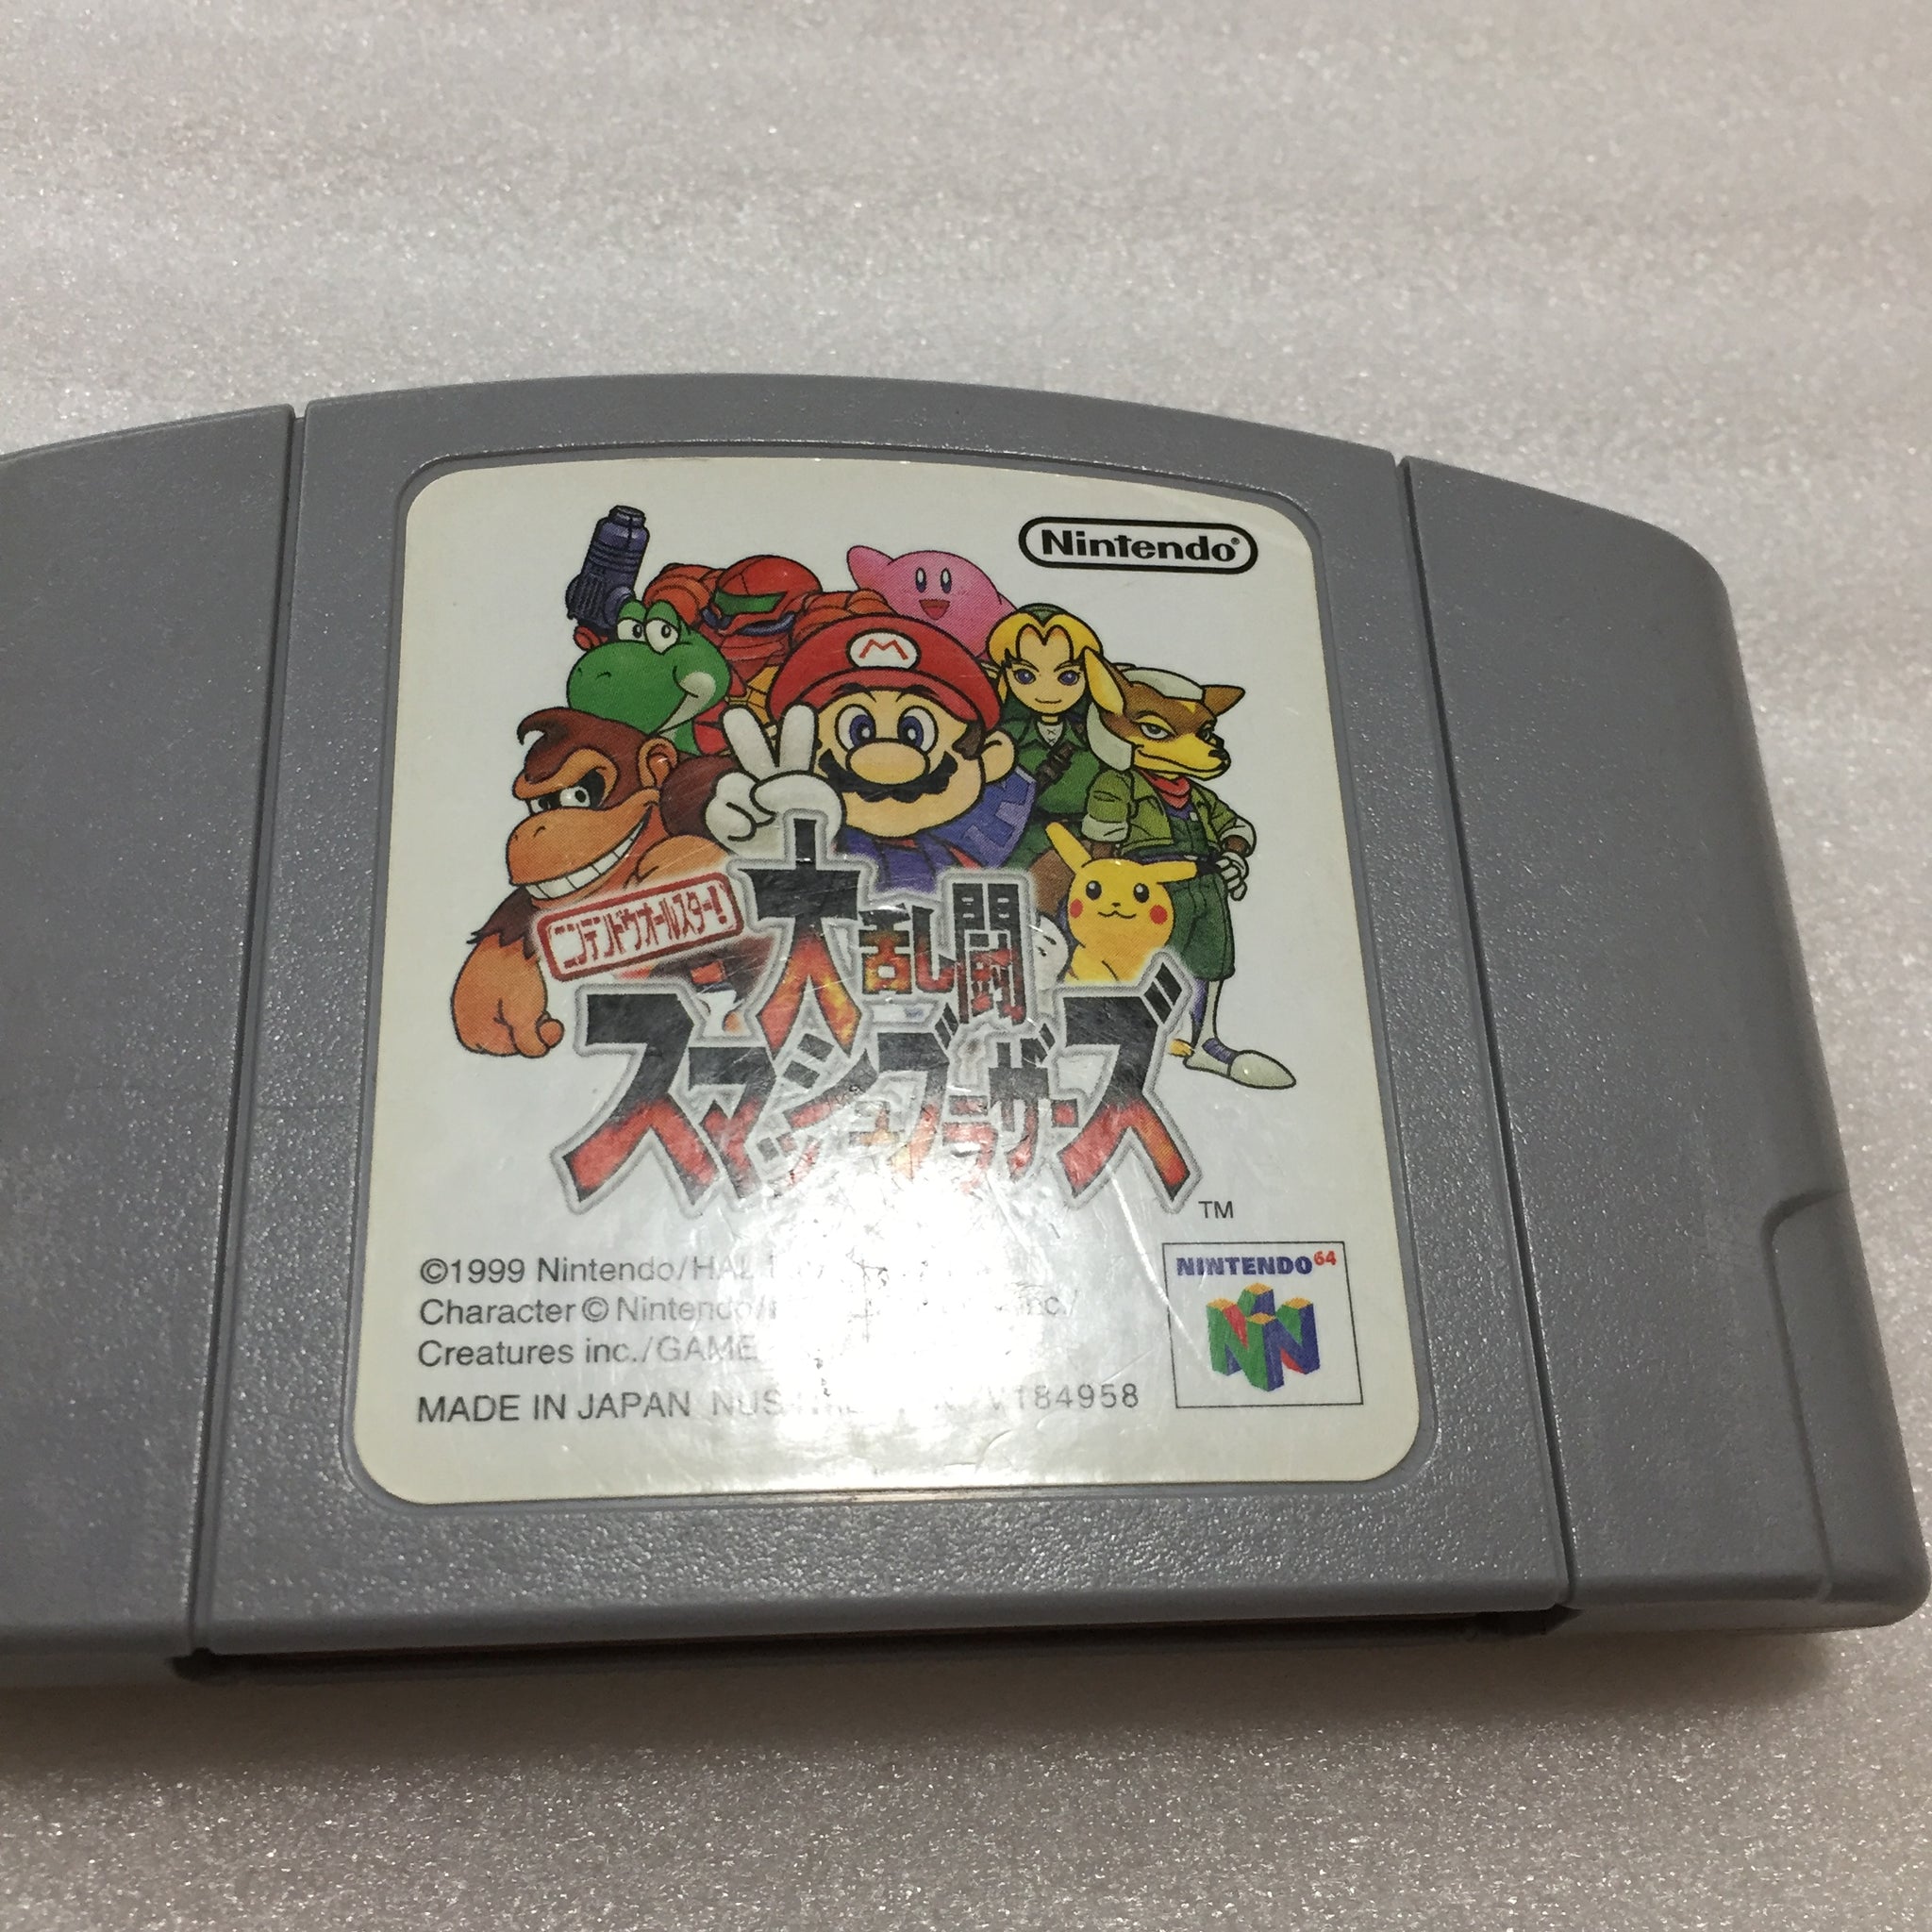 Nintendo®
M
ニンテンドウオールスター!
大乱闘
スマッシュブラザーズ
TM
©1999 Nintendo/HAL
Character © Nintendo/ inc./
Creatures inc./GAME
MADE IN JAPAN 184958
NINTENDO64